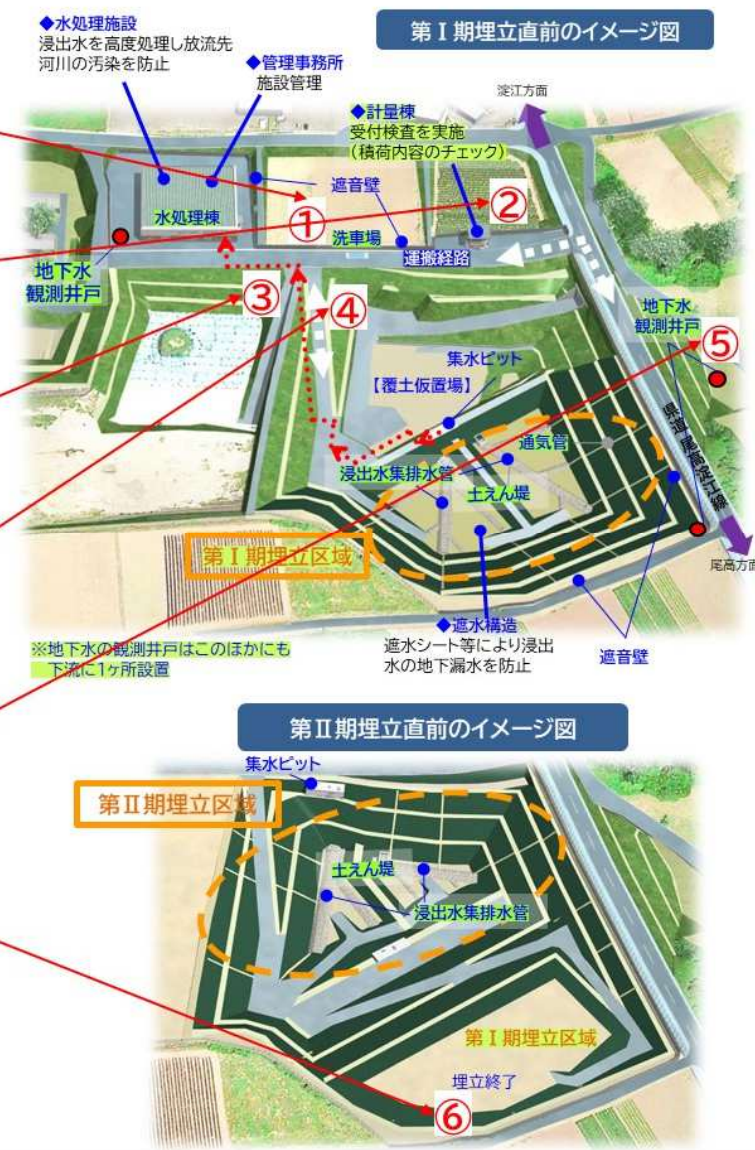 第Ⅰ期埋立直前のイメージ図
◆水処理施設
浸出水を高度処理し放流先
河川の汚染を防止
◆管理事務所
施設管理
淀江方面
◆計量棟
受付検査を実施
(積荷内容のチェック)
遮音壁
水処理棟
①
②
洗車場
運搬経路
地下水
観測井戸
③
④
地下水
観測井戸
⑤
集水ピット
【覆土仮置場】
通気管
県道 尾高淀江線
浸出水集排水管
土えん堤
第Ⅰ期埋立区域
尾高方面
◆遮水構造
遮水シート等により浸出
水の地下漏水を防止
遮音壁
※地下水の観測井戸はこのほかにも
下流に1ヶ所設置
第Ⅱ期埋立直前のイメージ図
集水ピット
第Ⅱ期埋立区域
土えん堤
浸出水集排水管
第Ⅰ期埋立区域
埋立終了
⑥